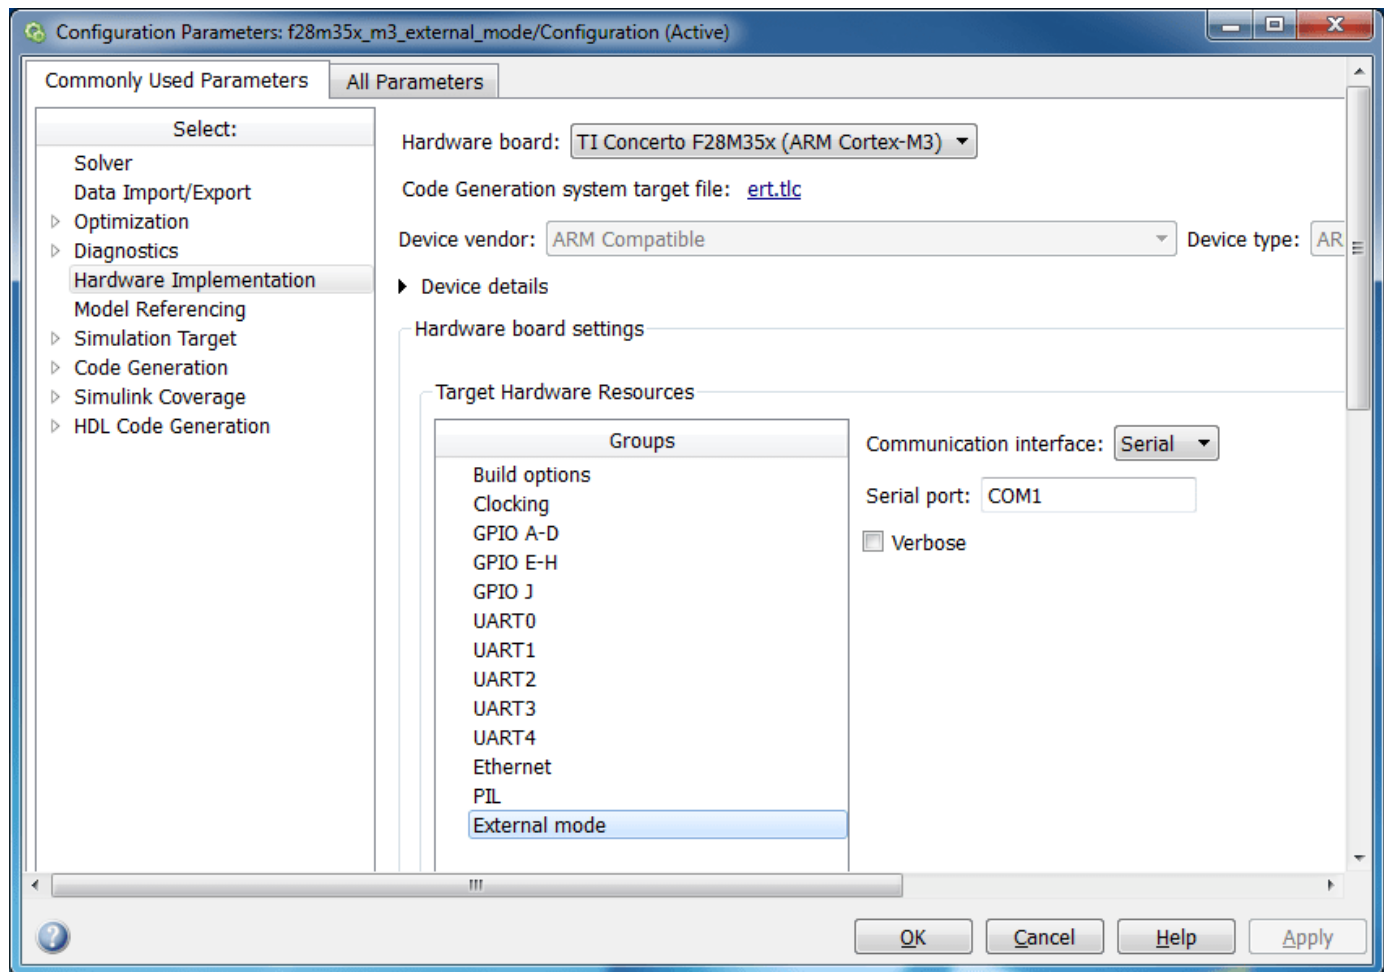 Configuration Parameters: f28m35x_m3_external_mode/Configuration (Active)
Commonly Used Parameters
All Parameters
Select:
Solver
Data Import/Export
Optimization
Diagnostics
Hardware Implementation
Model Referencing
Simulation Target
Code Generation
Simulink Coverage
HDL Code Generation
Hardware board: TI Concerto F28M35x (ARM Cortex-M3)
Code Generation system target file: ert.tlc
Device vendor: ARM Compatible Device type: AR
Device details
Hardware board settings
Target Hardware Resources
Groups
Build options
Clocking
GPIO A-D
GPIO E-H
GPIO J
UART0
UART1
UART2
UART3
UART4
Ethernet
PIL
External mode
Communication interface: Serial
Serial port: COM1
Verbose
OK Cancel Help Apply